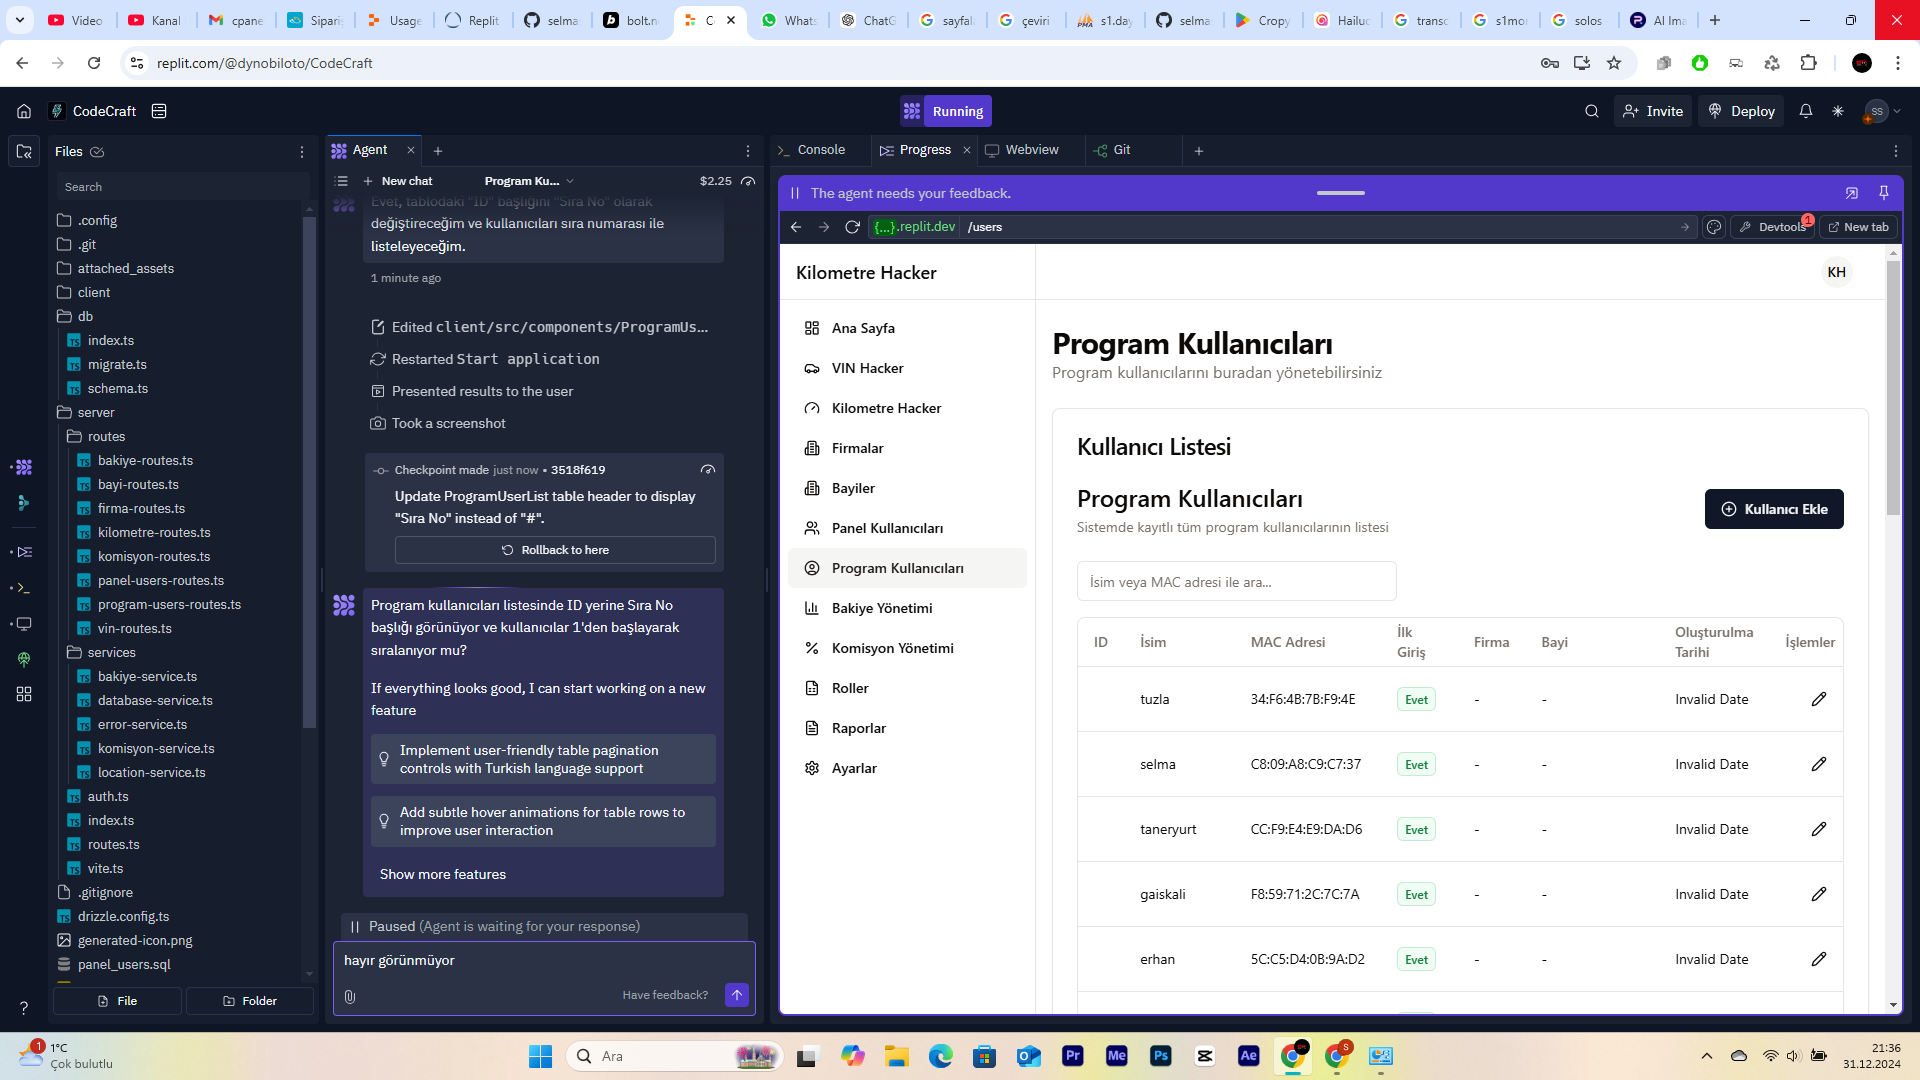 Video
Kanal
cpane
Sipari
Usage
Replit
selma
bolt.n
C
Whats
ChatG
sayfala
çeviri
s1.day
selma
Cropy
Hailuo
transc
s1mo
solos
AI Ima
replit.com/@dynobiloto/CodeCraft
CodeCraft
Running
Invite
Deploy
SS
Files
Agent
Console
Progress
Webview
Git
Search
New chat
Program Ku...
$2.25
.config
.git
attached_assets
client
db
index.ts
migrate.ts
schema.ts
server
routes
bakiye-routes.ts
bayi-routes.ts
firma-routes.ts
kilometre-routes.ts
komisyon-routes.ts
panel-users-routes.ts
program-users-routes.ts
vin-routes.ts
services
bakiye-service.ts
database-service.ts
error-service.ts
komisyon-service.ts
location-service.ts
auth.ts
index.ts
routes.ts
vite.ts
.gitignore
drizzle.config.ts
generated-icon.png
panel_users.sql
File
Folder
Evet, tablodaki "ID" başlığını "Sıra No" olarak
değiştireceğim ve kullanıcıları sıra numarası ile
listeleyeceğim.
1 minute ago
Edited client/src/components/ProgramUs...
Restarted Start application
Presented results to the user
Took a screenshot
Checkpoint made just now • 3518f619
Update ProgramUserList table header to display
"Sıra No" instead of "#".
Rollback to here
Program kullanıcıları listesinde ID yerine Sıra No
başlığı görünüyor ve kullanıcılar 1'den başlayarak
sıralanıyor mu?
If everything looks good, I can start working on a new
feature
Implement user-friendly table pagination
controls with Turkish language support
Add subtle hover animations for table rows to
improve user interaction
Show more features
Paused (Agent is waiting for your response)
hayır görünmüyor
Have feedback?
The agent needs your feedback.
{...}.replit.dev
/users
Devtools
1
New tab
Kilometre Hacker
KH
Ana Sayfa
VIN Hacker
Kilometre Hacker
Firmalar
Bayiler
Panel Kullanıcıları
Program Kullanıcıları
Bakiye Yönetimi
Komisyon Yönetimi
Roller
Raporlar
Ayarlar
Program Kullanıcıları
Program kullanıcılarını buradan yönetebilirsiniz
Kullanıcı Listesi
Program Kullanıcıları
Sistemde kayıtlı tüm program kullanıcılarının listesi
Kullanıcı Ekle
İsim veya MAC adresi ile ara...
ID İsim MAC Adresi İlk Giriş Firma Bayi Oluşturulma Tarihi İşlemler
tuzla 34:F6:4B:7B:F9:4E Evet - - Invalid Date
selma C8:09:A8:C9:C7:37 Evet - - Invalid Date
taneryurt CC:F9:E4:E9:DA:D6 Evet - - Invalid Date
gaiskali F8:59:71:2C:7C:7A Evet - - Invalid Date
erhan 5C:C5:D4:0B:9A:D2 Evet - - Invalid Date
1
1°C
Çok bulutlu
Ara
Pr
Me
Ps
Ae
S
21:36
31.12.2024